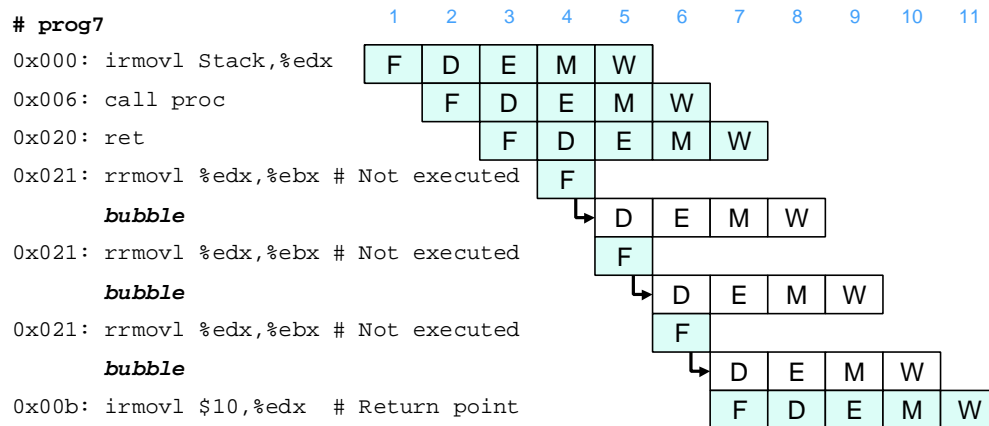 1 2 3 4 5 6 7 8 9 10 11
# prog7
0x000: irmovl Stack,%edx F D E M W
0x006: call proc F D E M W
0x020: ret F D E M W
0x021: rrmovl %edx,%ebx # Not executed F
bubble D E M W
0x021: rrmovl %edx,%ebx # Not executed F
bubble D E M W
0x021: rrmovl %edx,%ebx # Not executed F
bubble D E M W
0x00b: irmovl $10,%edx # Return point F D E M W